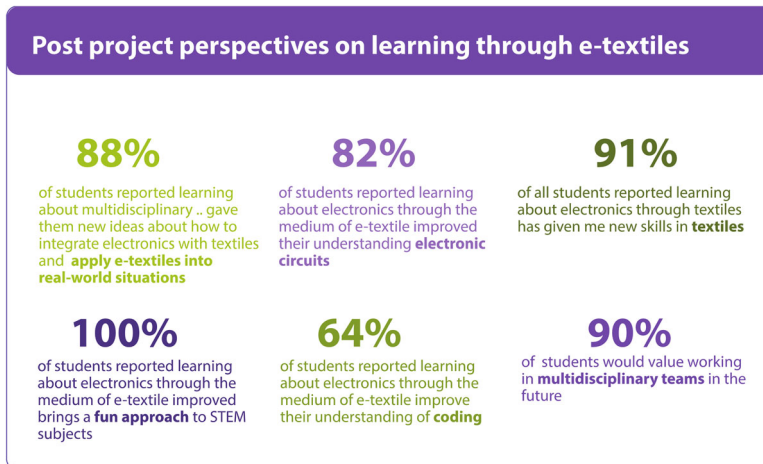 Post project perspectives on learning through e-textiles
88%
of students reported learning
about multidisciplinary .. gave
them new ideas about how to
integrate electronics with textiles
and apply e-textiles into
real-world situations
82%
of students reported learning
about electronics through the
medium of e-textile improved
their understanding electronic
circuits
91%
of all students reported learning
about electronics through textiles
has given me new skills in textiles
100%
of students reported learning
about electronics through the
medium of e-textile improved
brings a fun approach to STEM
subjects
64%
of students reported learning
about electronics through the
medium of e-textile improve
their understanding of coding
90%
of students would value working
in multidisciplinary teams in the
future